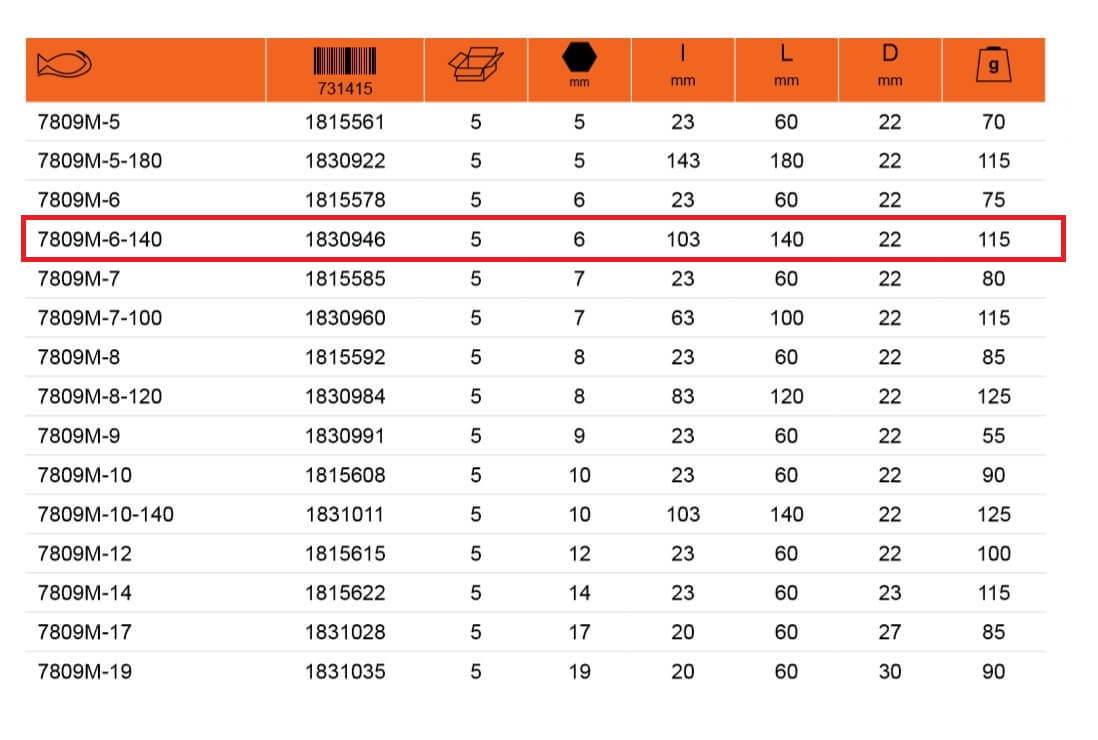 731415 mm l mm L mm D mm g
7809M-5 1815561 5 5 23 60 22 70
7809M-5-180 1830922 5 5 143 180 22 115
7809M-6 1815578 5 6 23 60 22 75
7809M-6-140 1830946 5 6 103 140 22 115
7809M-7 1815585 5 7 23 60 22 80
7809M-7-100 1830960 5 7 63 100 22 115
7809M-8 1815592 5 8 23 60 22 85
7809M-8-120 1830984 5 8 83 120 22 125
7809M-9 1830991 5 9 23 60 22 55
7809M-10 1815608 5 10 23 60 22 90
7809M-10-140 1831011 5 10 103 140 22 125
7809M-12 1815615 5 12 23 60 22 100
7809M-14 1815622 5 14 23 60 23 115
7809M-17 1831028 5 17 20 60 27 85
7809M-19 1831035 5 19 20 60 30 90